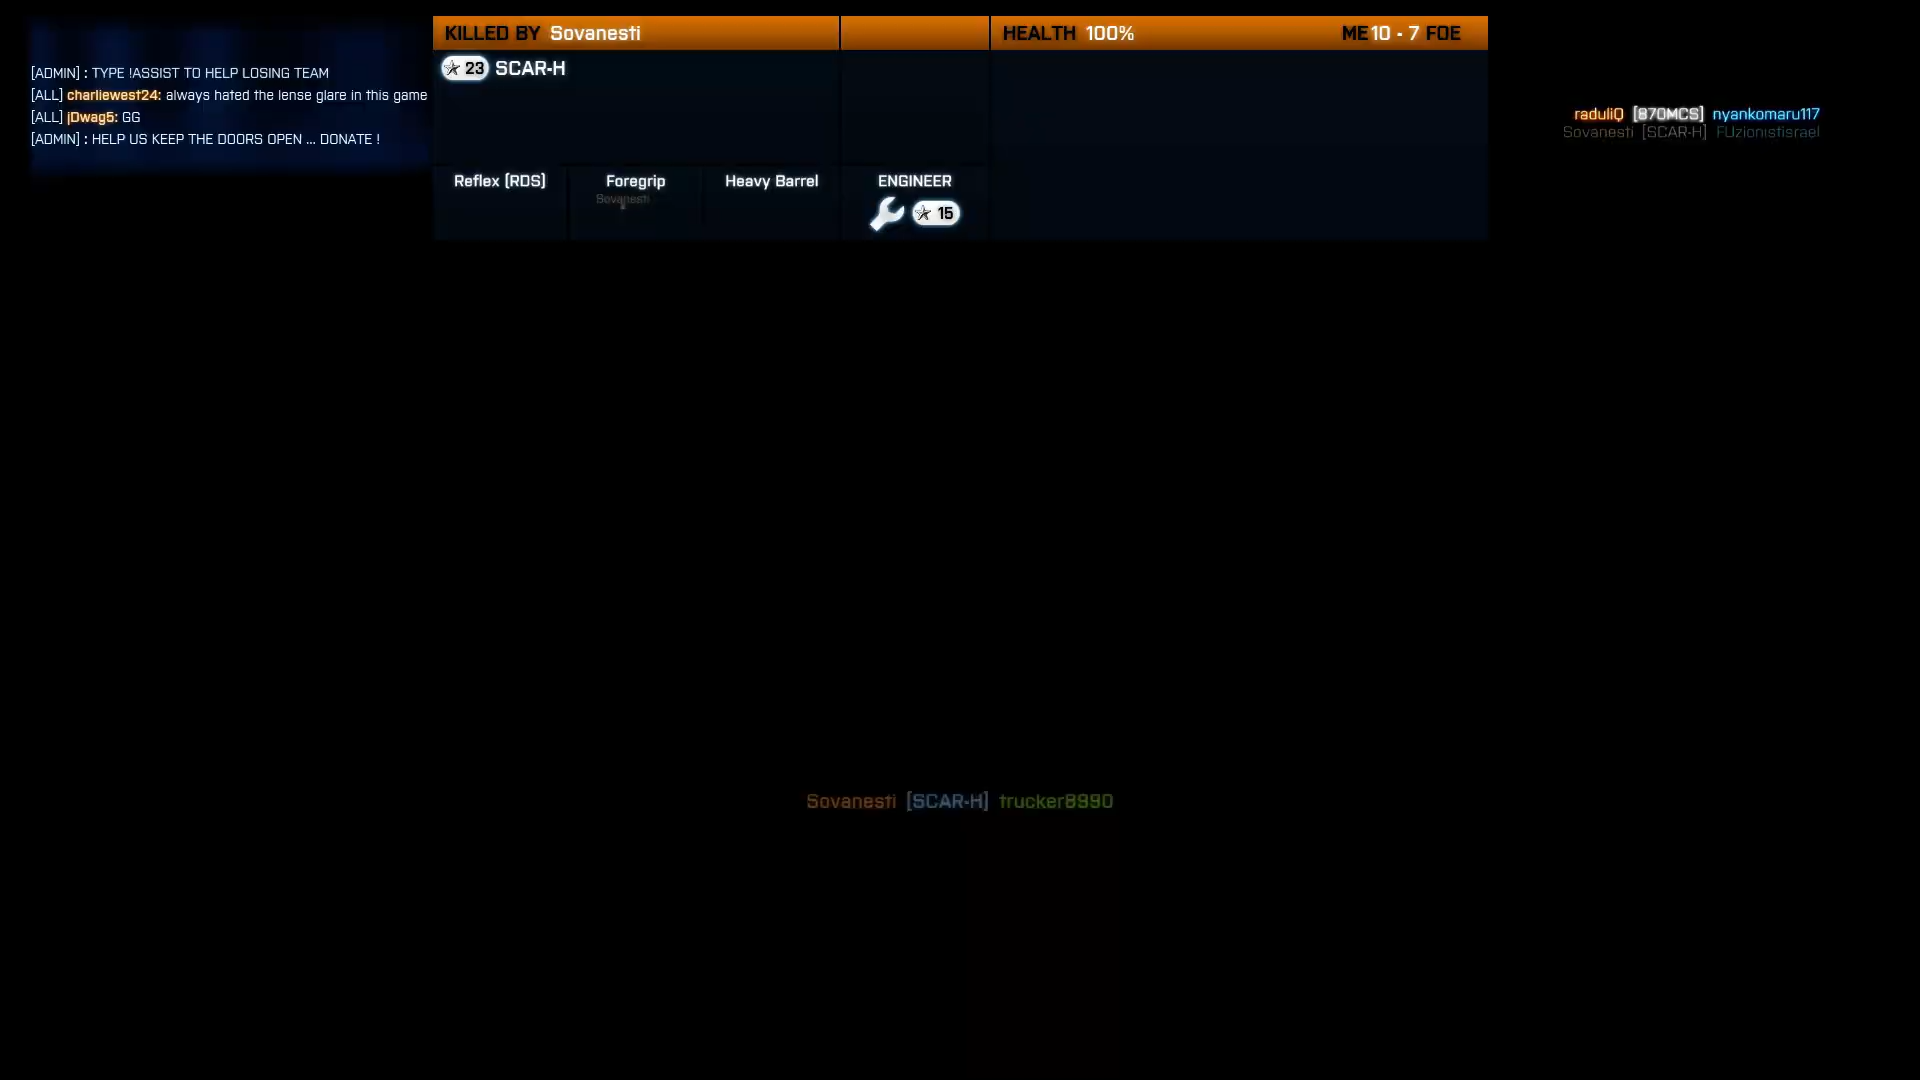 [ADMIN] : TYPE !ASSIST TO HELP LOSING TEAM
[ALL] charliewest24: always hated the lense glare in this game
[ALL] jDwag5: GG
[ADMIN] : HELP US KEEP THE DOORS OPEN ... DONATE !
KILLED BY Sovanesti
HEALTH 100%
ME 10 - 7 FOE
23 SCAR-H
Reflex [RDS]
Foregrip
Heavy Barrel
ENGINEER
Sovanesti
15
raduliQ [870MCS] nyankomaru117
Sovanesti [SCAR-H] FUzionistisrael
Sovanesti [SCAR-H] trucker8990